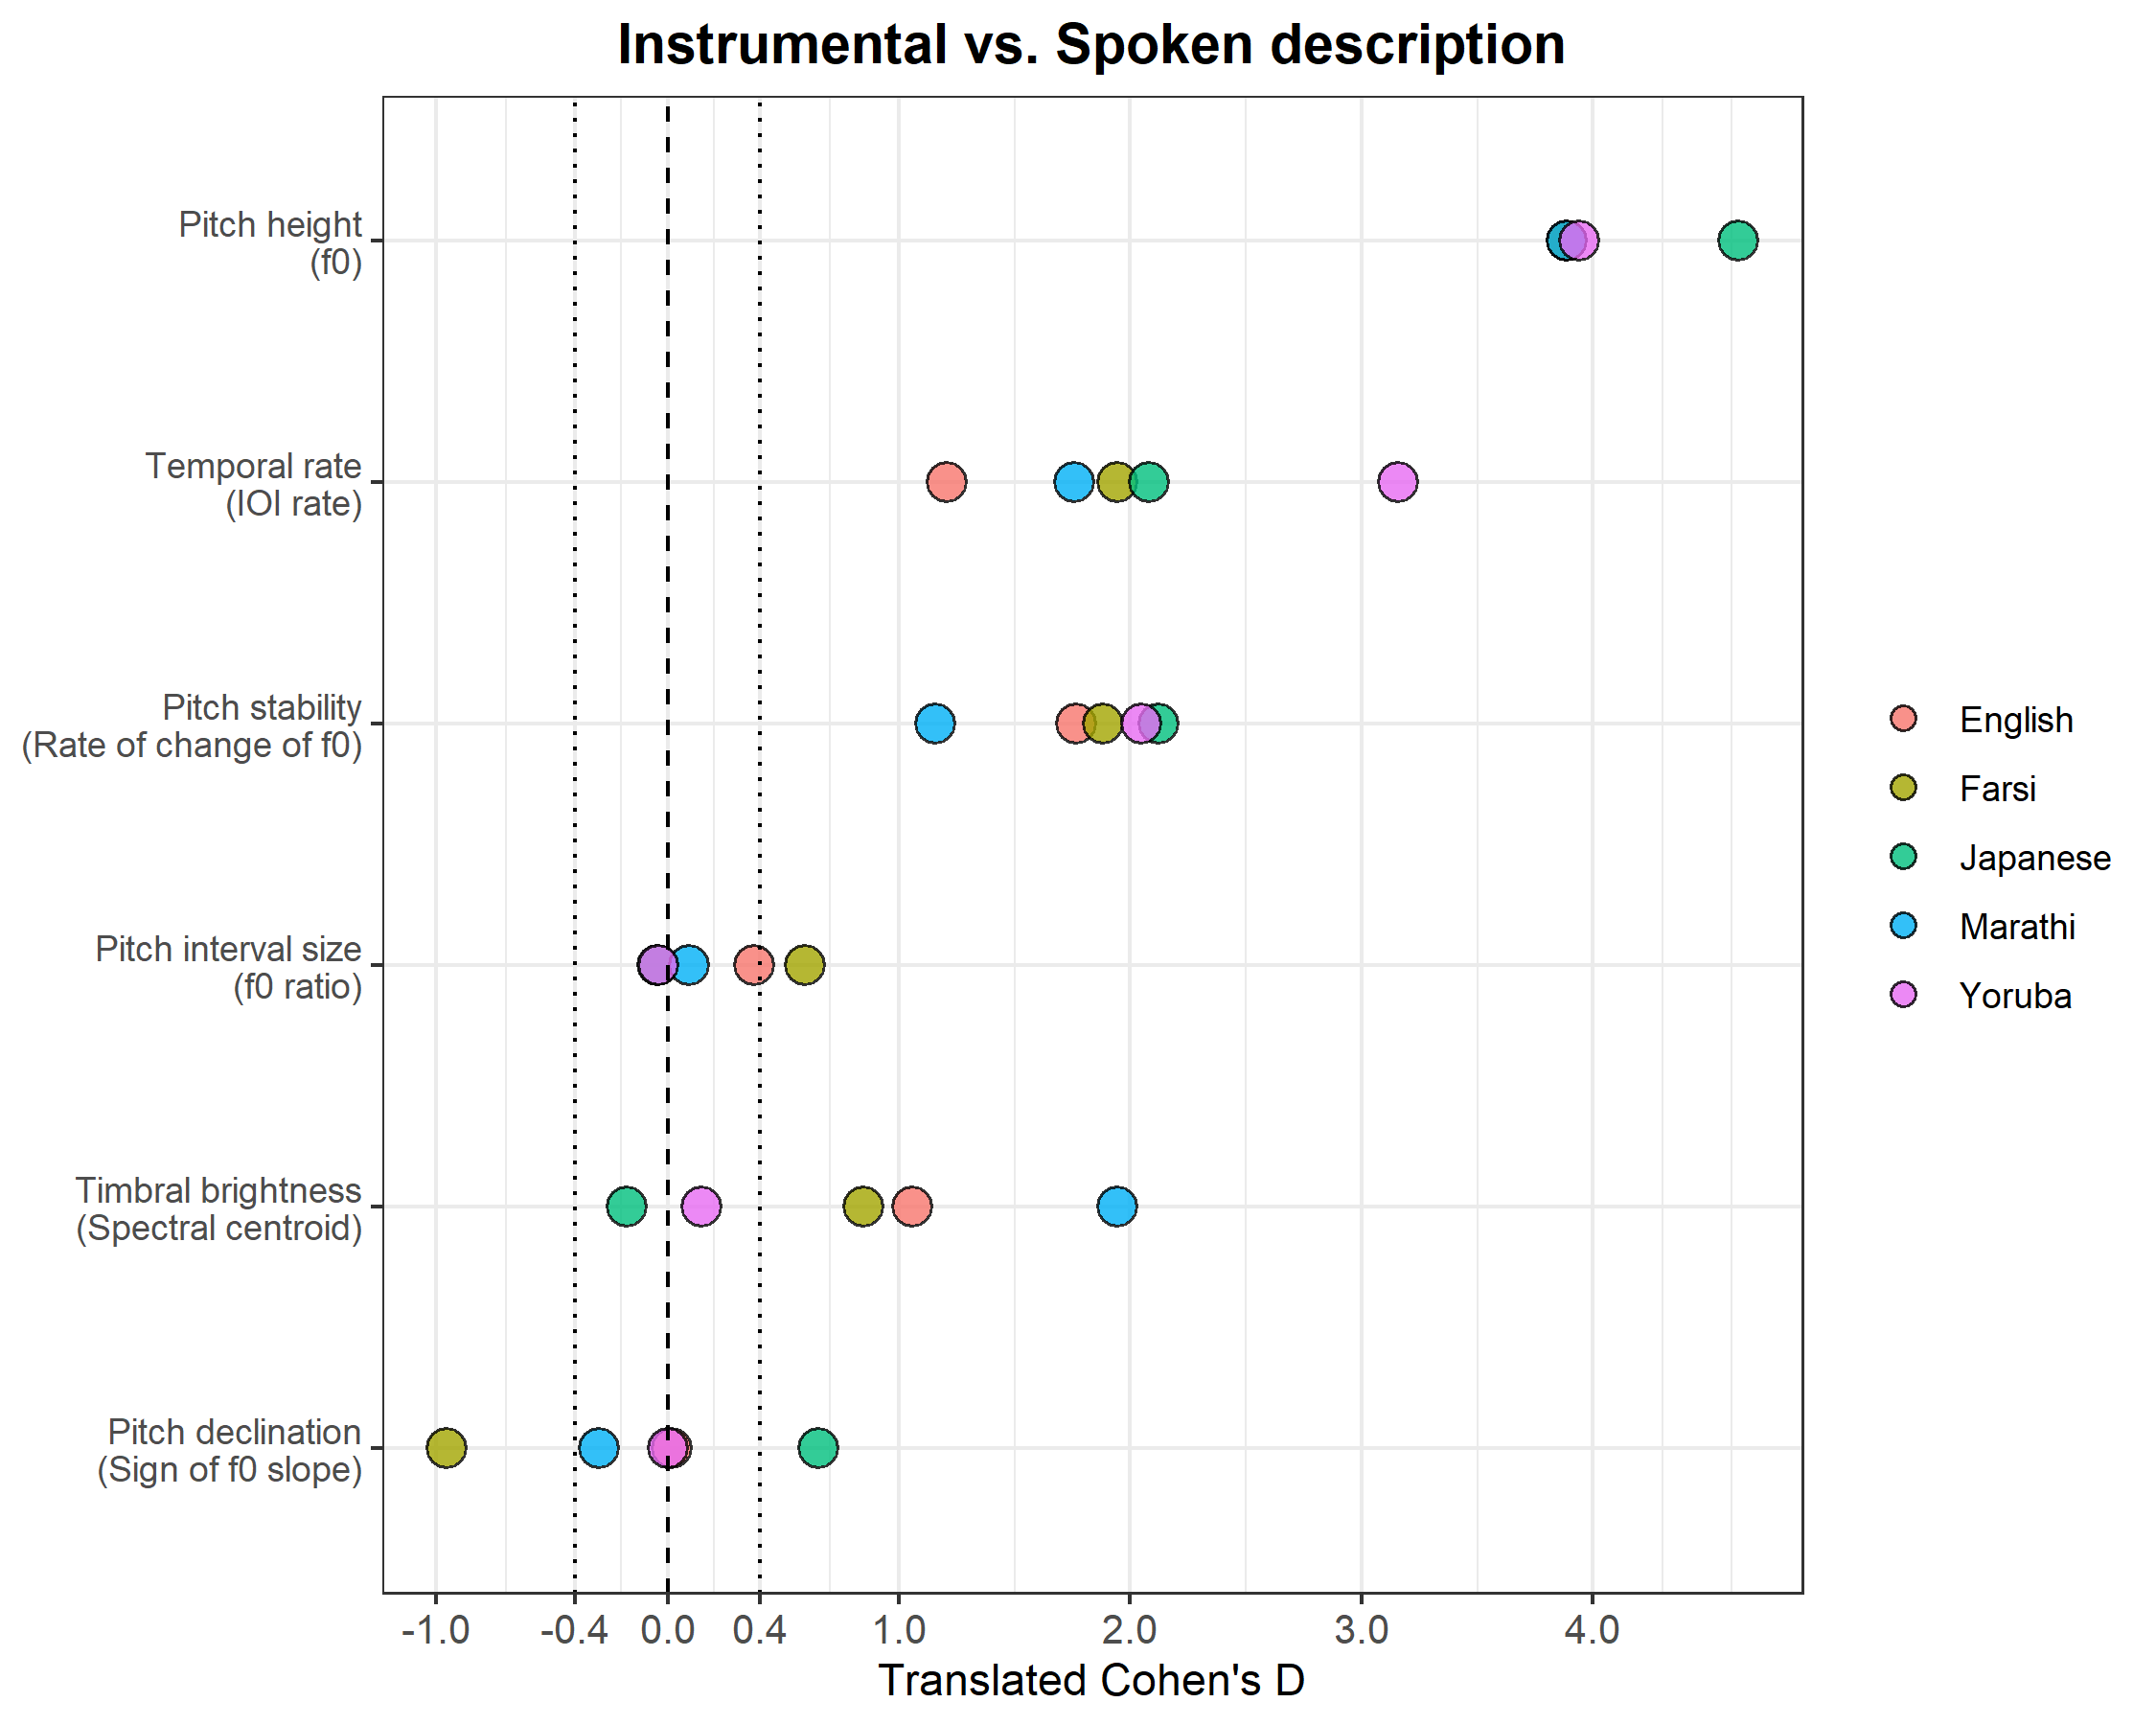 Instrumental vs. Spoken description
Pitch height
(f0)
Temporal rate
(IOI rate)
Pitch stability
(Rate of change of f0)
Pitch interval size
(f0 ratio)
Timbral brightness
(Spectral centroid)
Pitch declination
(Sign of f0 slope)
-1.0 -0.4 0.0 0.4 1.0 2.0 3.0 4.0
Translated Cohen's D
English
Farsi
Japanese
Marathi
Yoruba